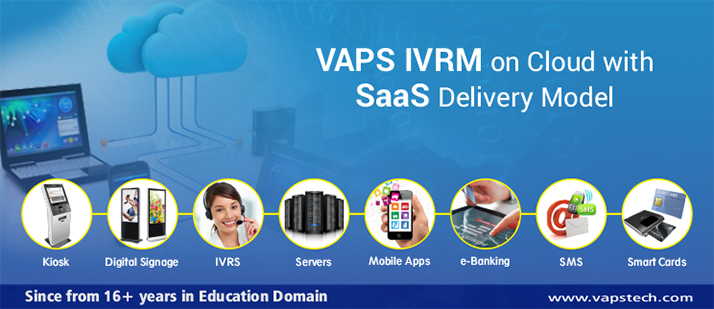 VAPS IVRM on Cloud with
SaaS Delivery Model
Kiosk
Digital Signage
IVRS
Servers
Mobile Apps
e-Banking
SMS
SMS
Smart Cards
Since from 16+ years in Education Domain
www.vapstech.com